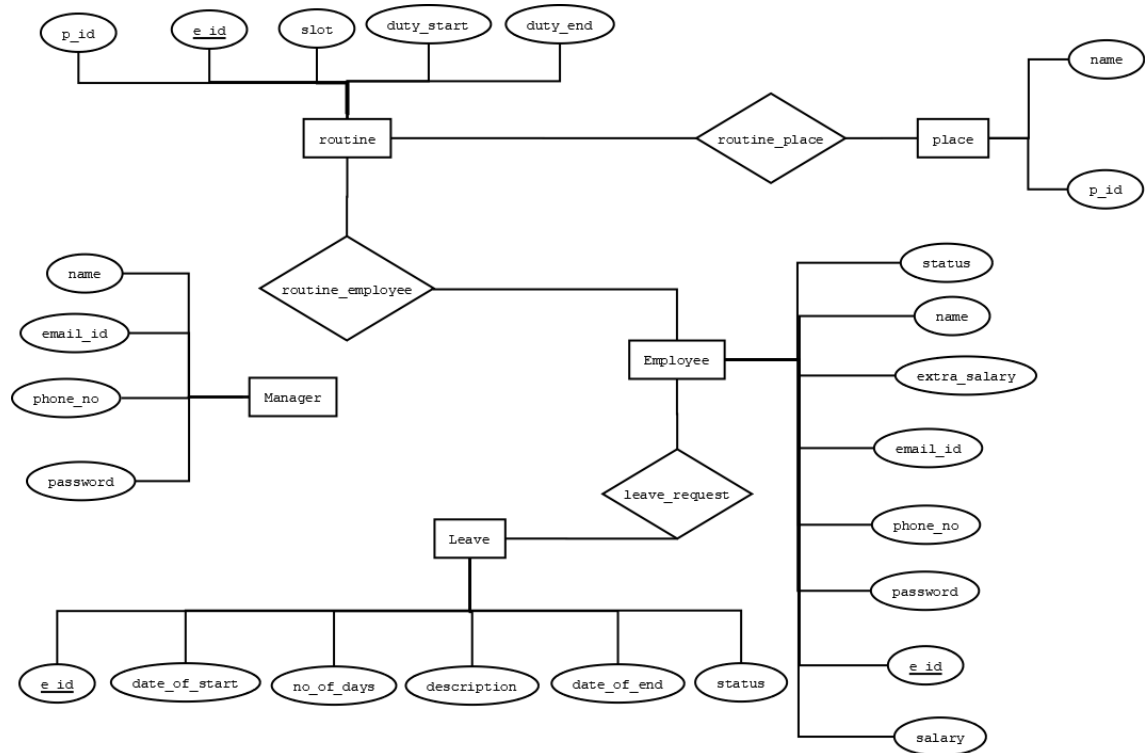 p_id
e_id
slot
duty_start
duty_end
name
routine
routine_place
place
p_id
name
routine_employee
status
name
email_id
Employee
extra_salary
phone_no
Manager
email_id
password
leave_request
phone_no
Leave
password
e_id
date_of_start
no_of_days
description
date_of_end
status
e_id
salary